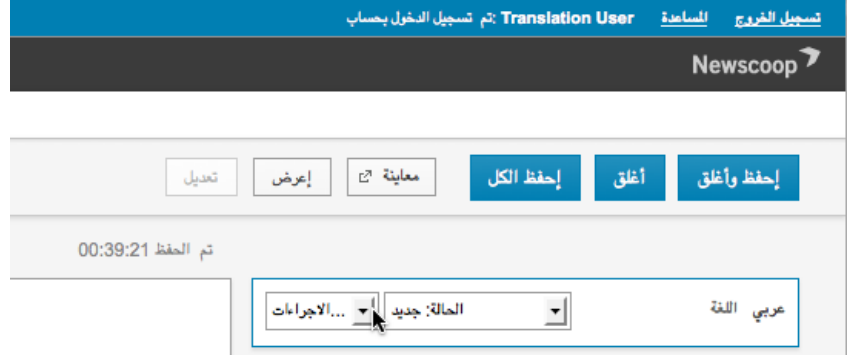 تسجيل الخروج المساعدة Translation User :تم تسجيل الدخول بحساب
Newscoop
إحفظ وأغلق أغلق إحفظ الكل معاينة إعرض تعديل
تم الحفظ 00:39:21
عربي اللغة الحالة: جديد ...الاجراءات